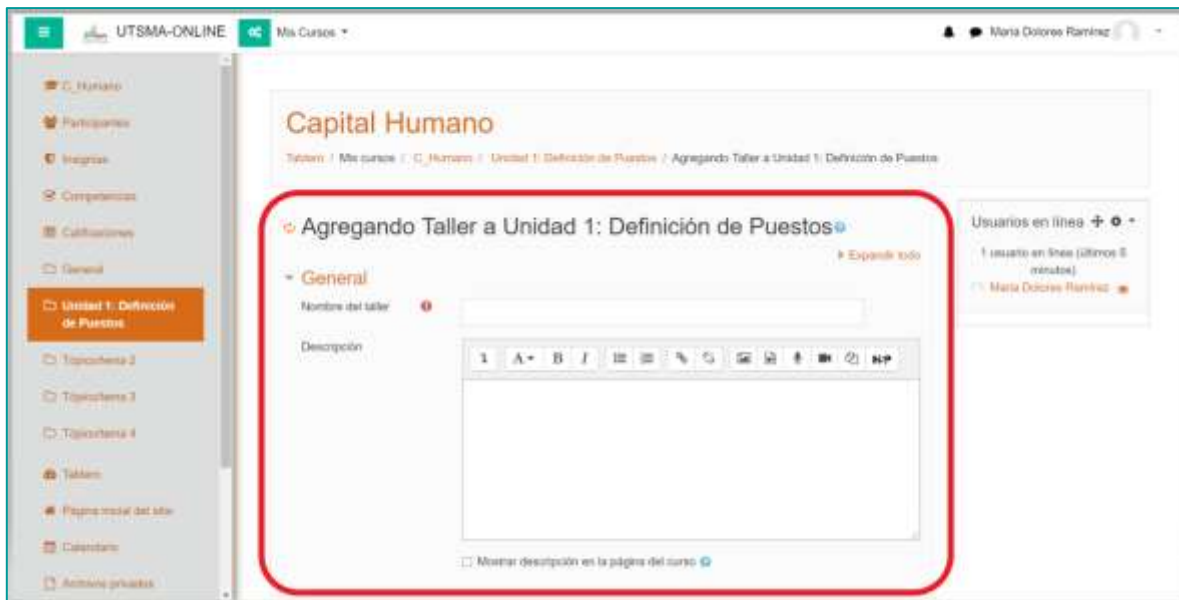 UTSMA-ONLINE
Mis Cursos
Maria Dolores Ramirez
C_Humano
Participantes
Insignias
Competencias
Calificaciones
General
Unidad 1: Definición
de Puestos
Tópico/tema 2
Tópico/tema 3
Tópico/tema 4
Tablero
Página inicial del sitio
Calendario
Archivos privados
Capital Humano
Tablero / Mis cursos / C_Humano / Unidad 1: Definición de Puestos / Agregando Taller a Unidad 1: Definición de Puestos
Agregando Taller a Unidad 1: Definición de Puestos
Expandir todo
General
Nombre del taller
Descripción
A B I
H-P
Mostrar descripción en la página del curso
Usuarios en línea
1 usuario en línea (últimos 5
minutos)
Maria Dolores Ramirez